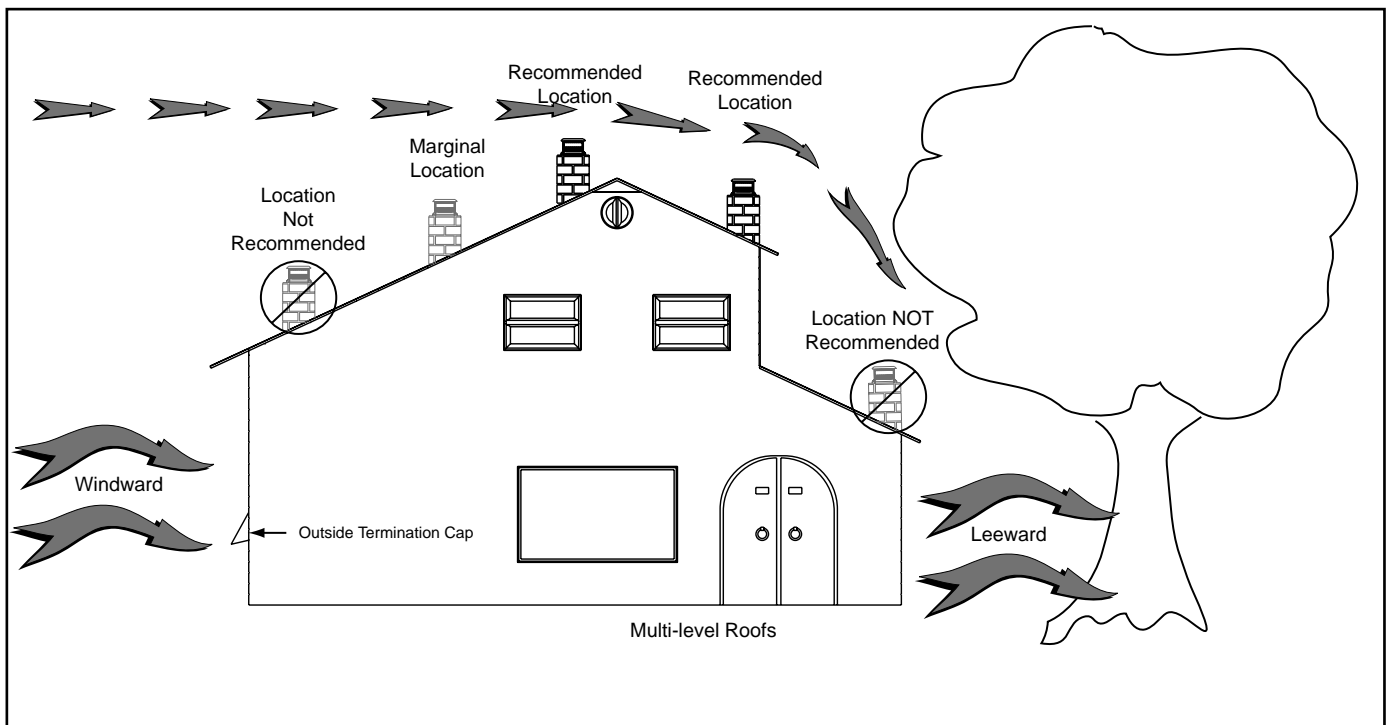 Recommended
Location
Recommended
Location
Marginal
Location
Location
Not
Recommended
Location NOT
Recommended
Windward
Outside Termination Cap
Leeward
Multi-level Roofs